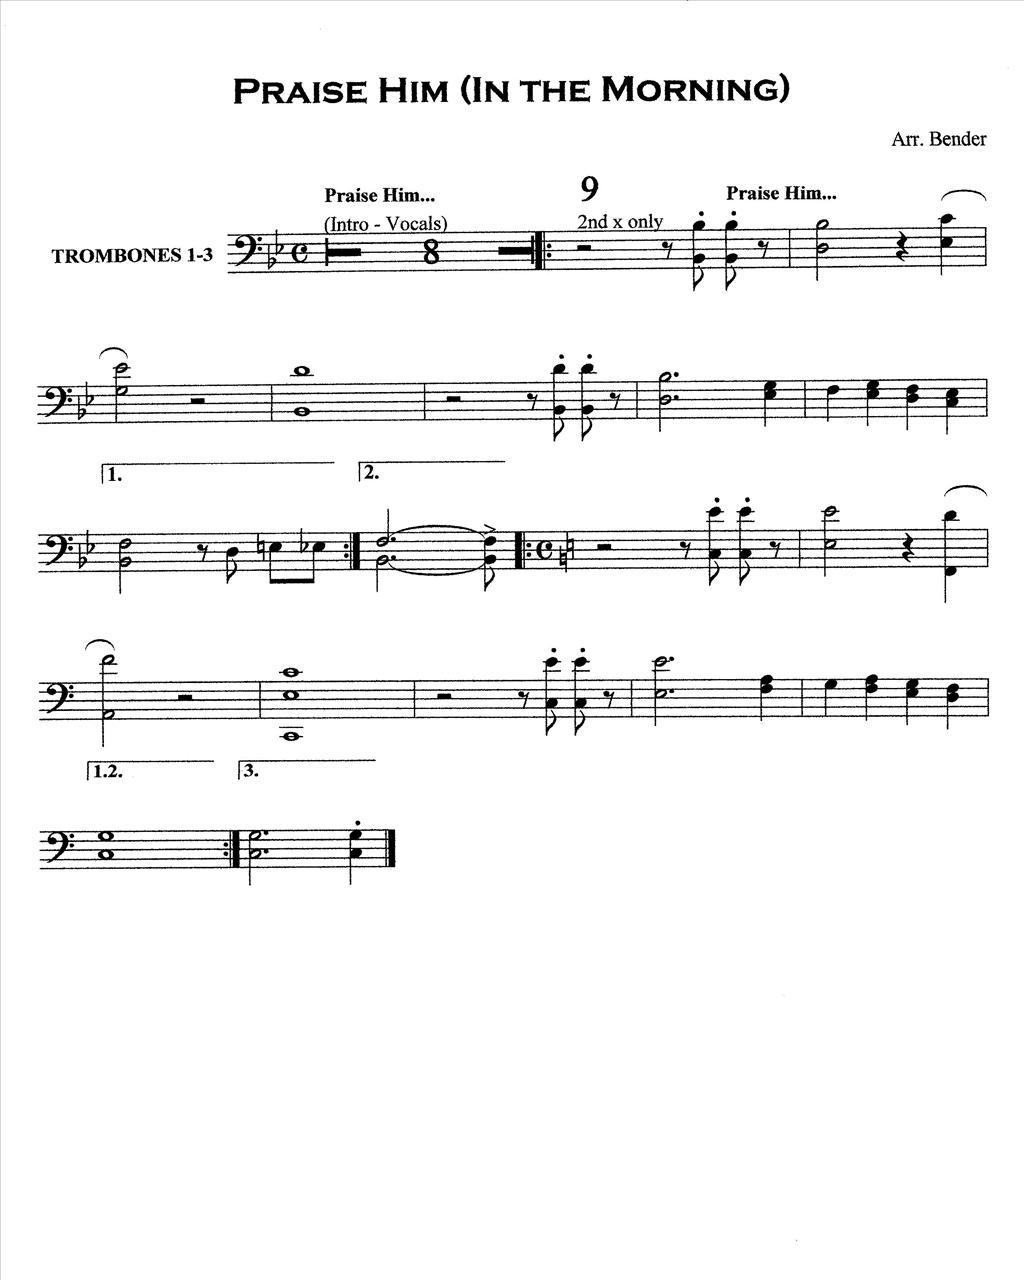 PRAISE HIM (IN THE MORNING)
Arr. Bender
9
Praise Him... Praise Him...
(Intro - Vocals) 2nd x only
TROMBONES 1-3 8
1. 2.
1.2. 3.